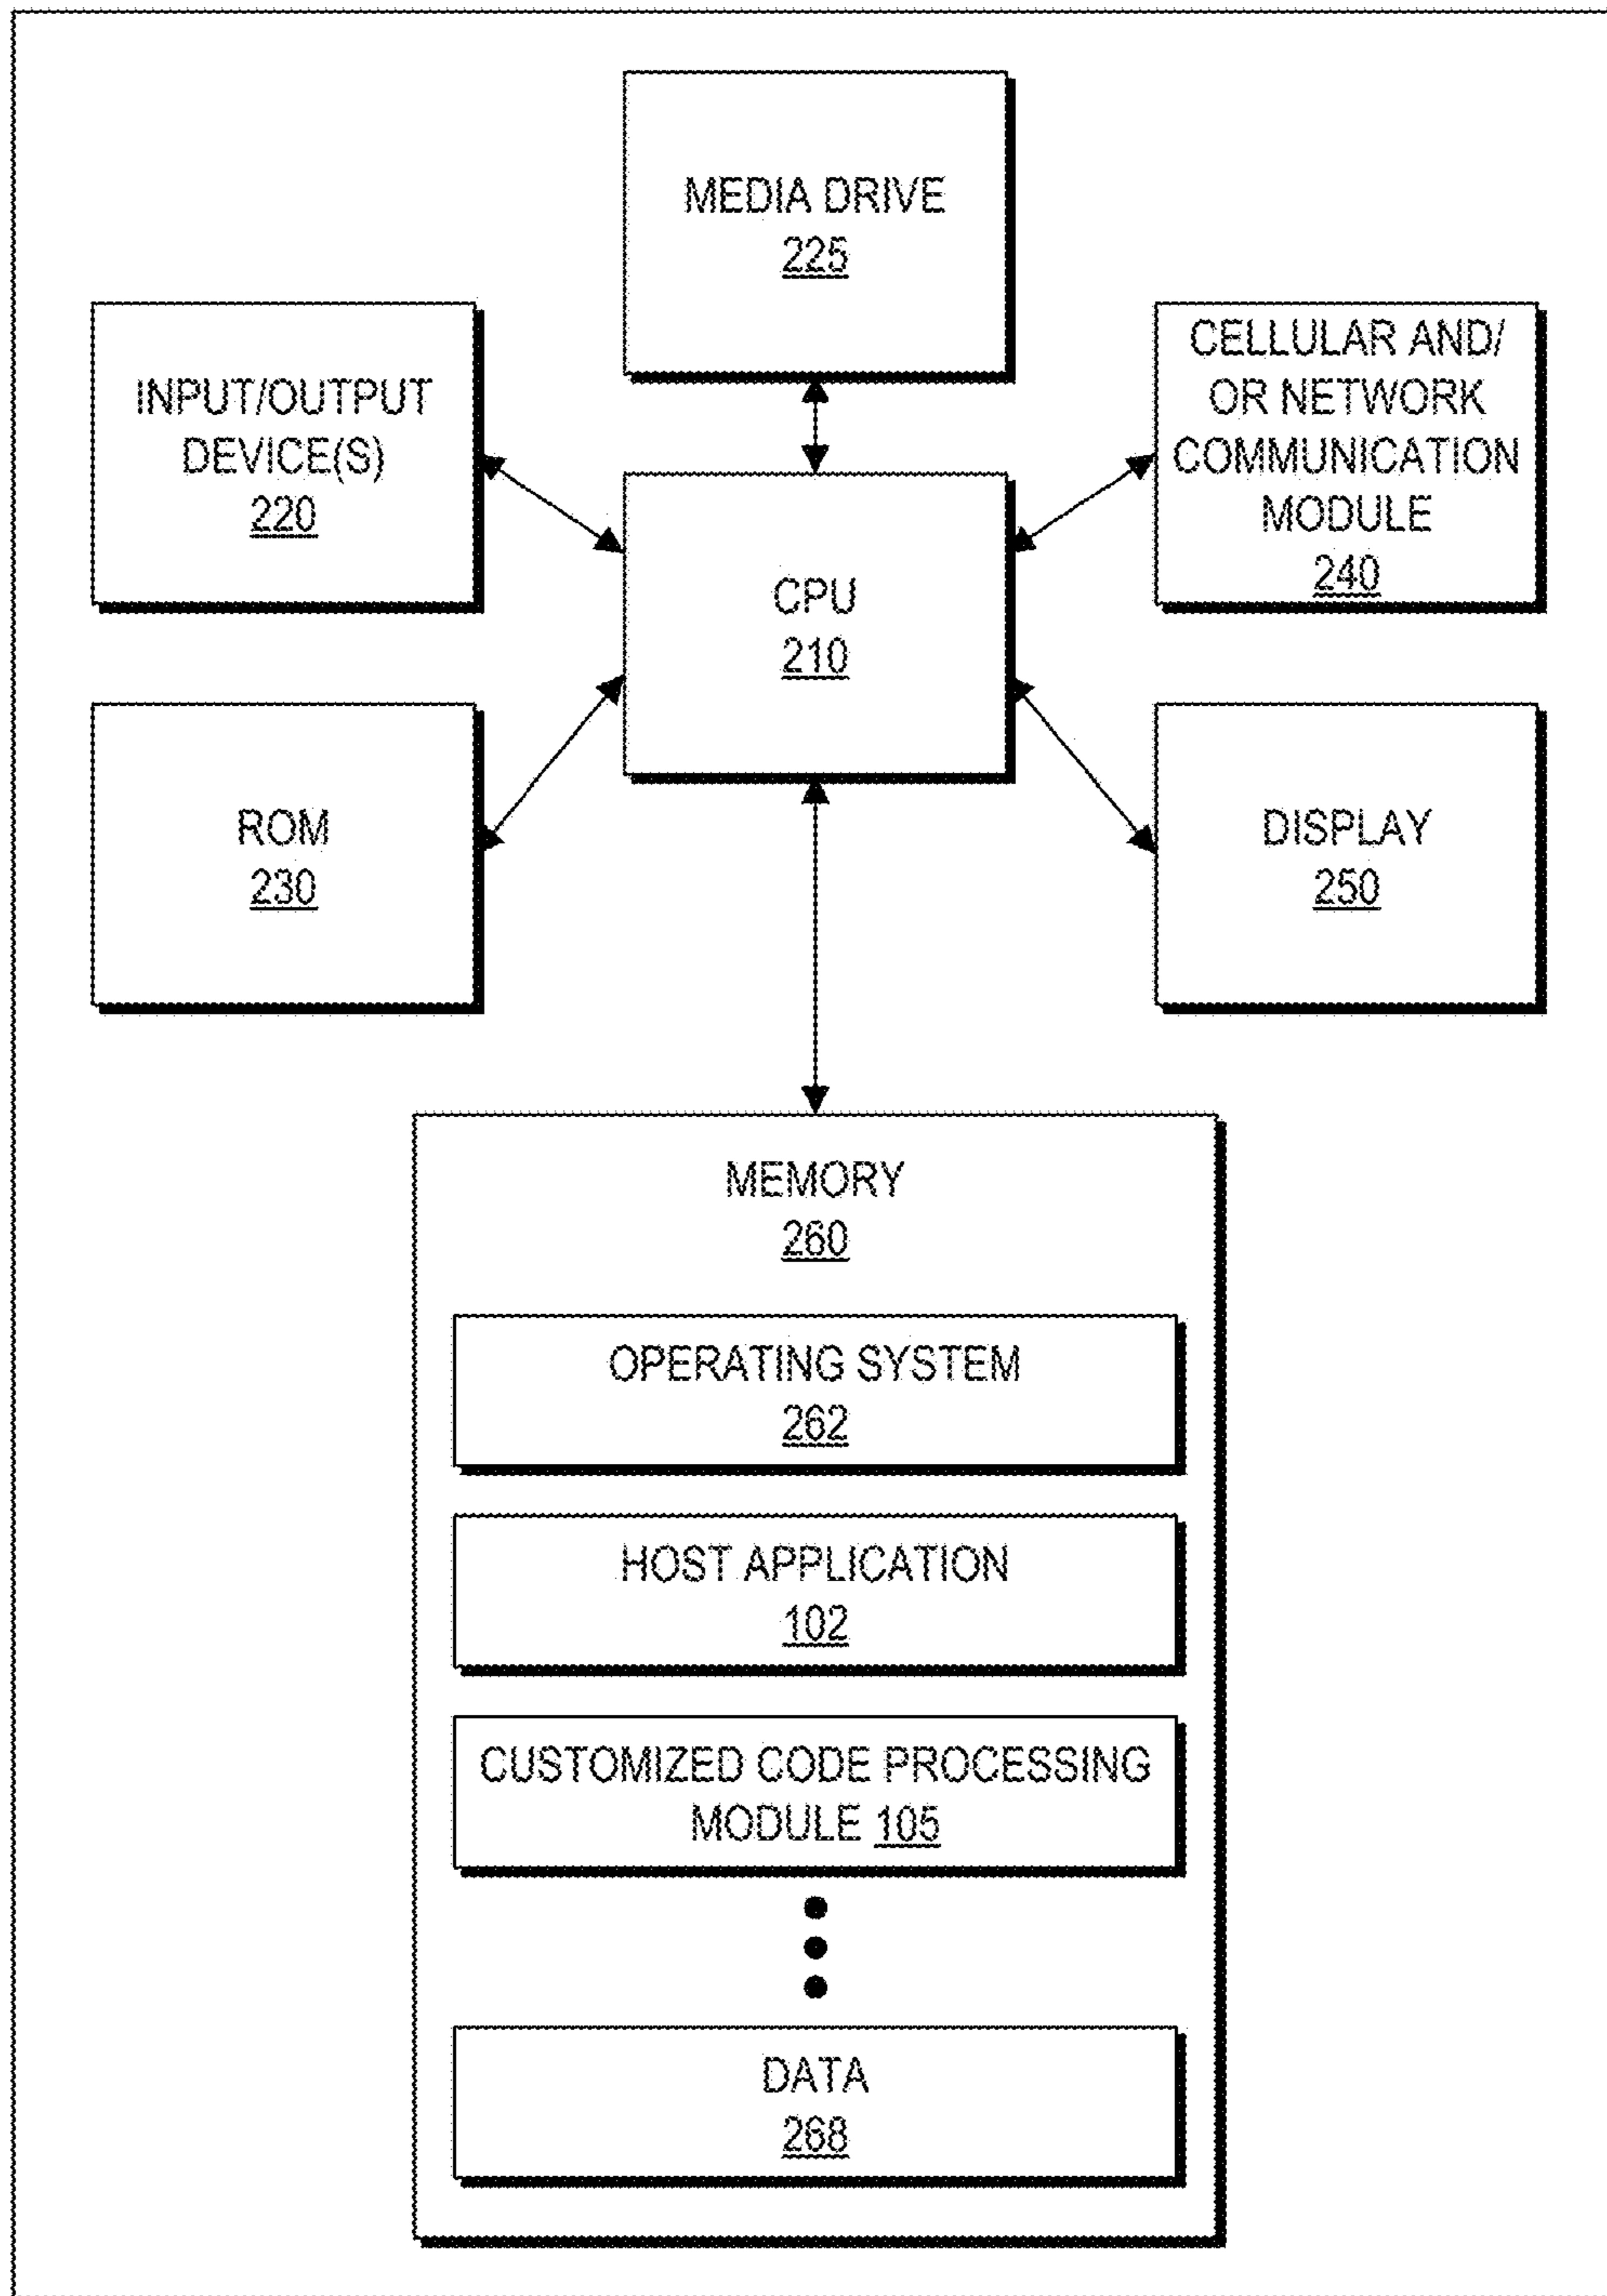 MEDIA DRIVE
225
INPUT/OUTPUT
DEVICE(S)
220
CELLULAR AND/
OR NETWORK
COMMUNICATION
MODULE
240
CPU
210
ROM
230
DISPLAY
250
MEMORY
260
OPERATING SYSTEM
262
HOST APPLICATION
102
CUSTOMIZED CODE PROCESSING
MODULE 105
DATA
268